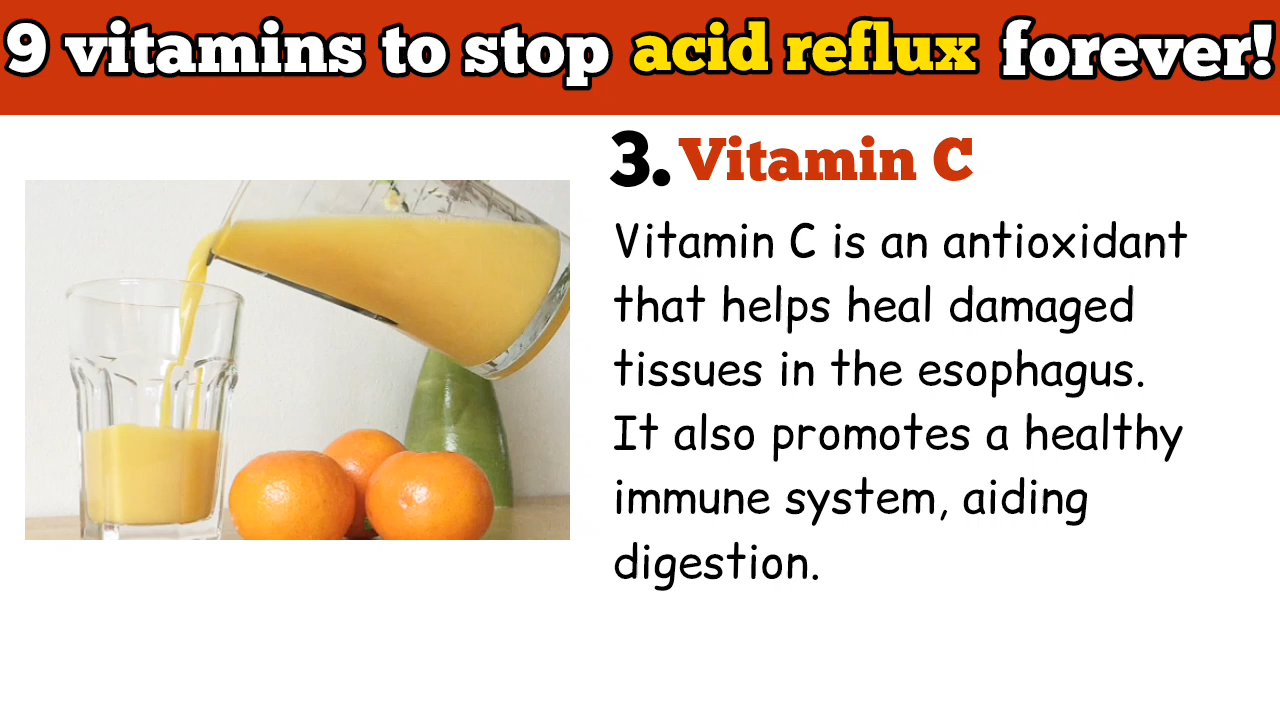 9 vitamins to stop acid reflux forever!
3. Vitamin C
Vitamin C is an antioxidant
that helps heal damaged
tissues in the esophagus.
It also promotes a healthy
immune system, aiding
digestion.